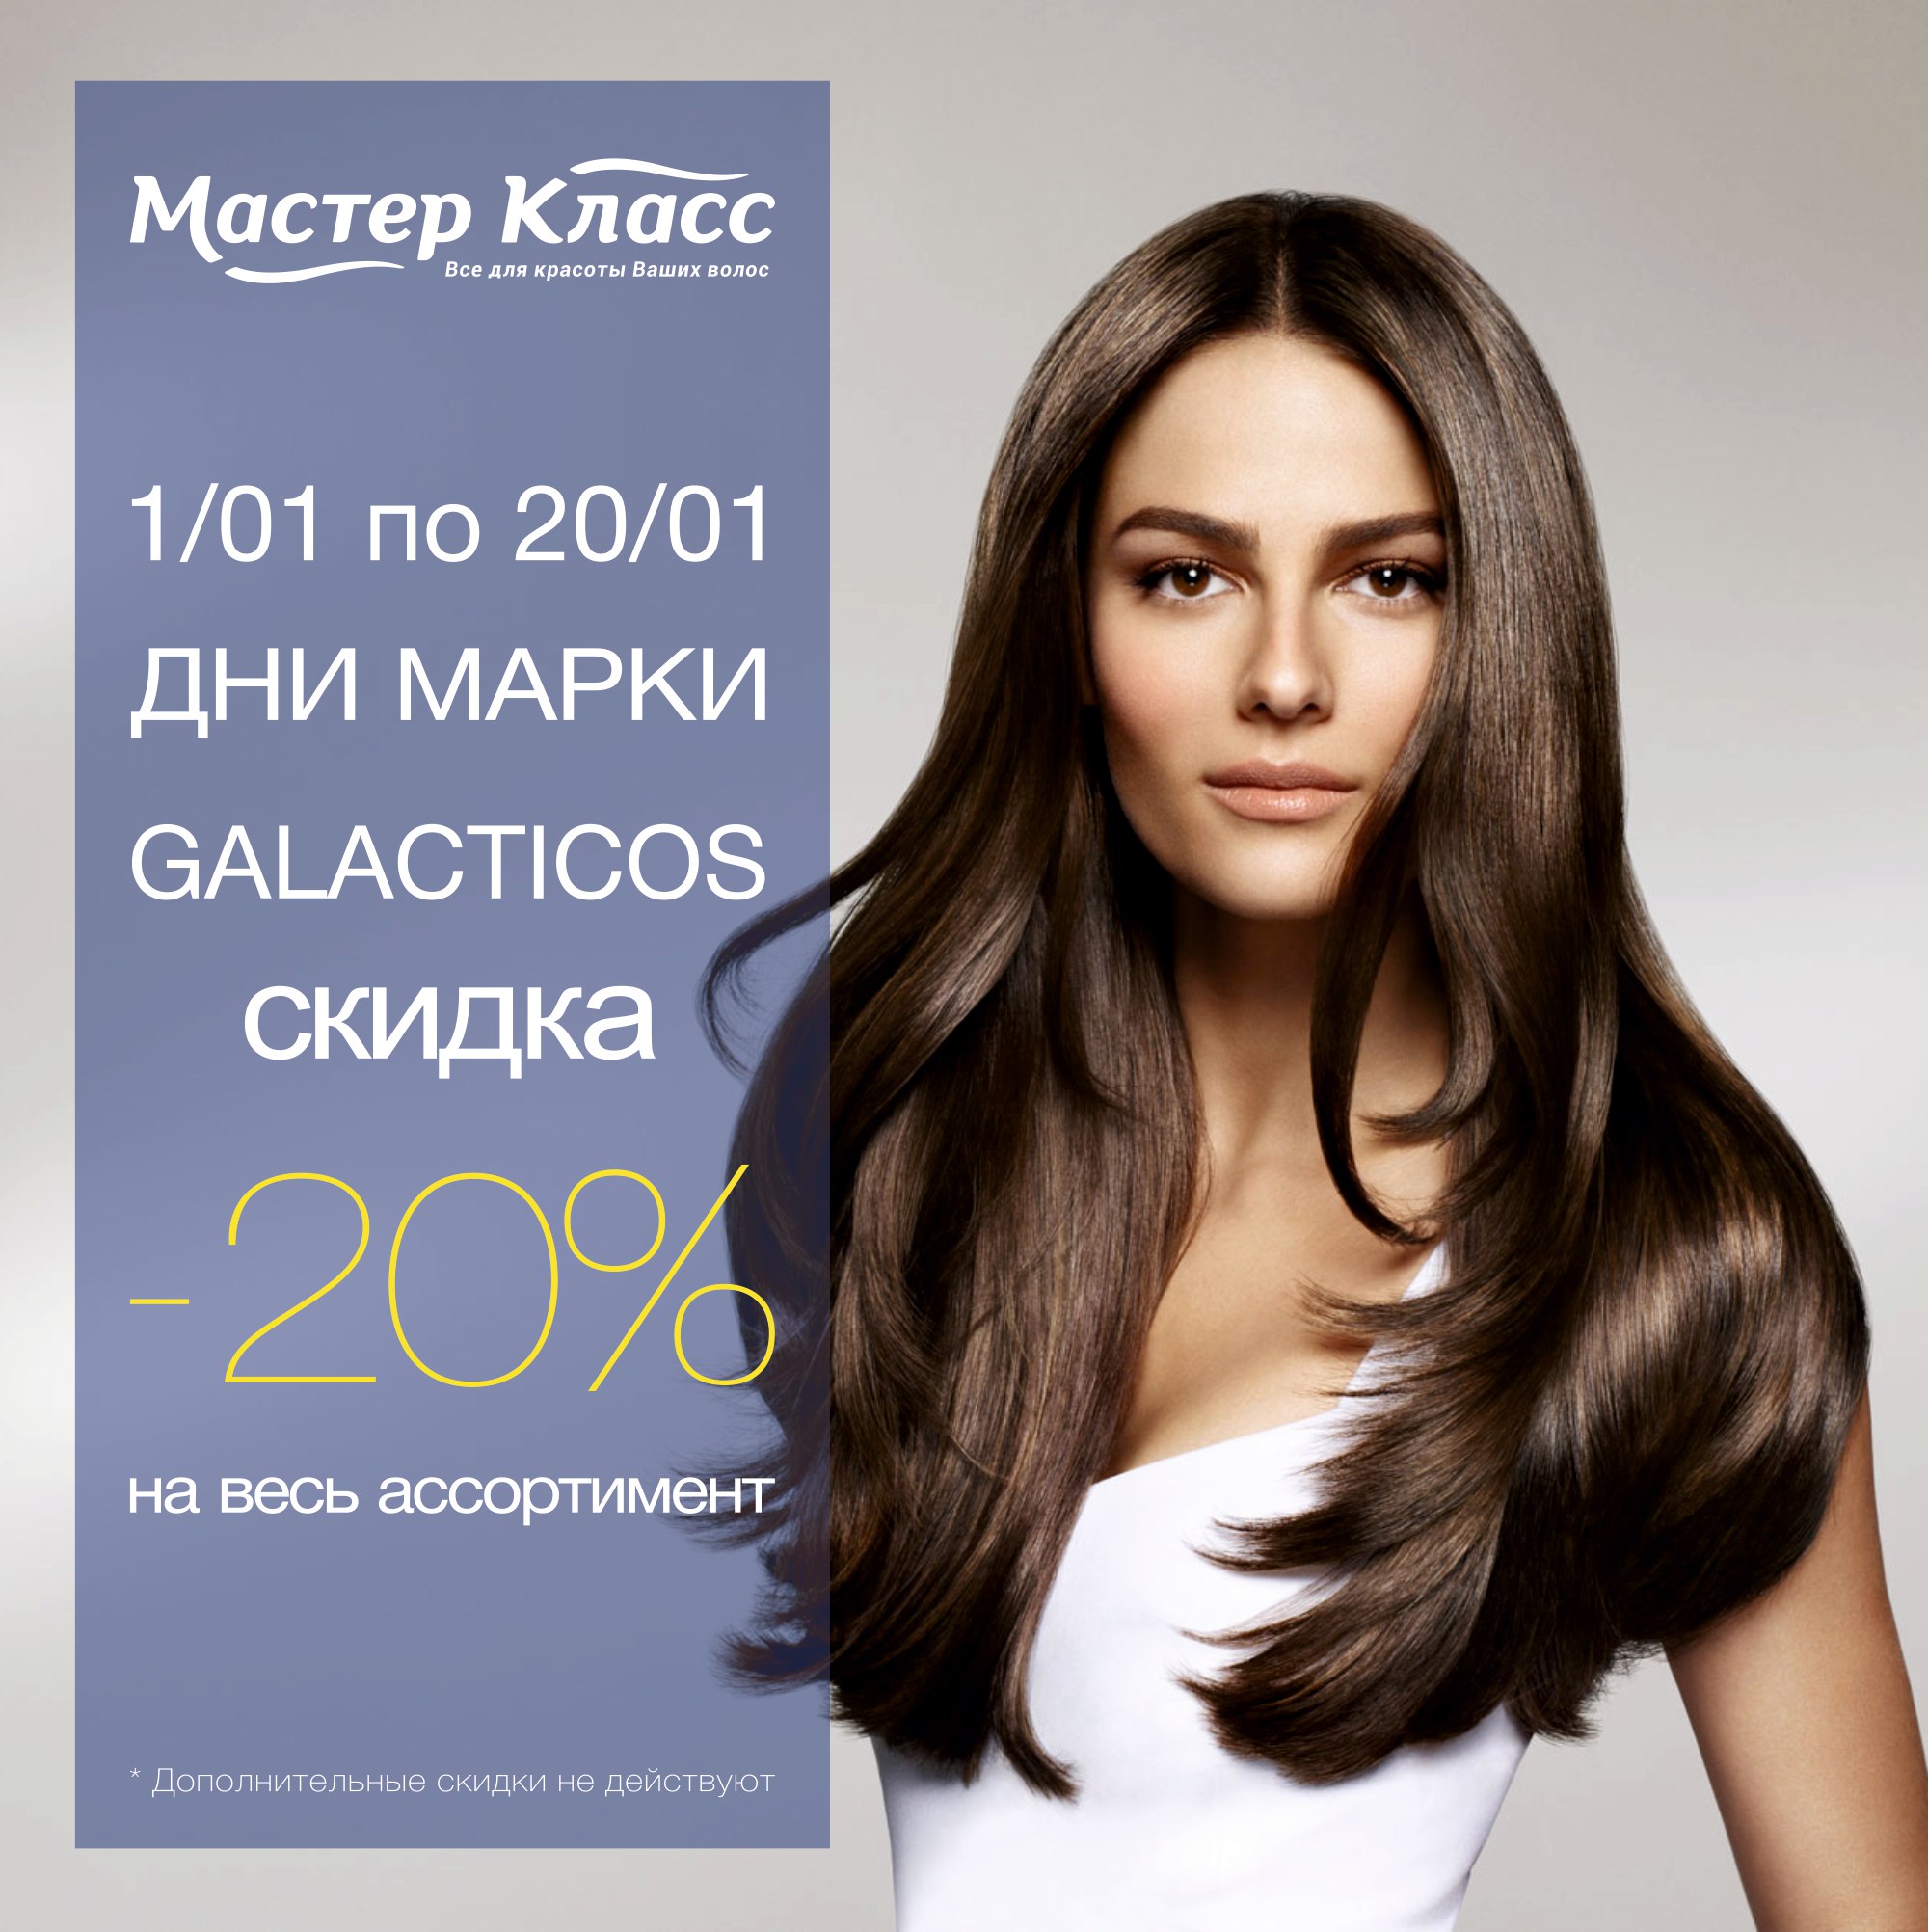 Мастер Класс
Все для красоты Ваших волос
1/01 по 20/01
ДНИ МАРКИ
GALACTICOS
скидка
-20%
на весь ассортимент
* Дополнительные скидки не действуют